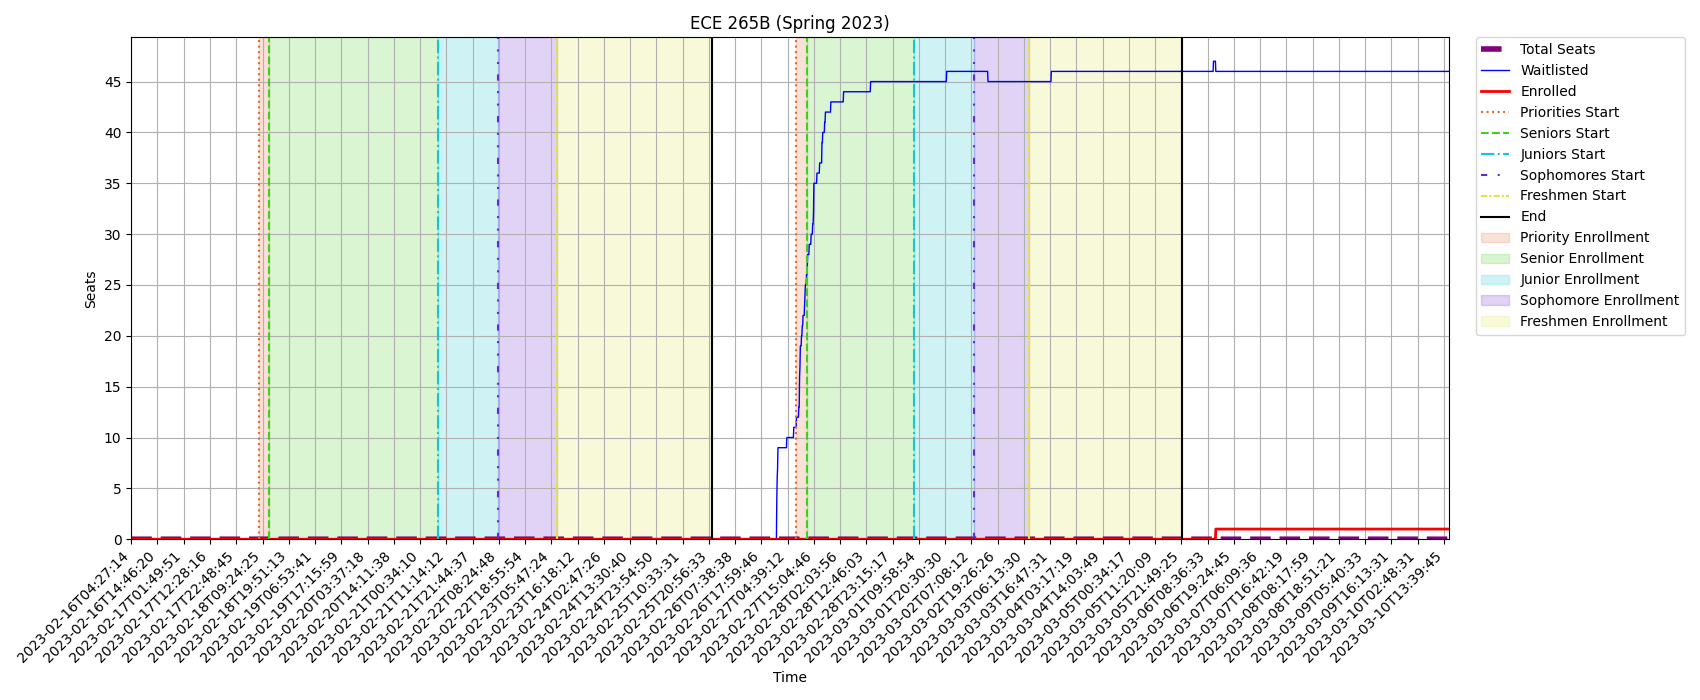 ECE 265B (Spring 2023)
Seats
45
40
35
30
25
20
15
10
5
0
2023-02-16T04:27:14
2023-02-16T14:46:20
2023-02-17T01:49:51
2023-02-17T12:28:16
2023-02-17T22:48:45
2023-02-18T09:24:25
2023-02-18T19:51:13
2023-02-19T06:53:41
2023-02-19T17:15:59
2023-02-20T03:37:18
2023-02-20T14:11:38
2023-02-21T00:34:10
2023-02-21T11:14:12
2023-02-21T21:44:37
2023-02-22T08:24:48
2023-02-22T18:55:54
2023-02-23T05:47:24
2023-02-23T16:18:12
2023-02-24T02:47:26
2023-02-24T13:30:40
2023-02-24T23:54:50
2023-02-25T10:33:31
2023-02-25T20:56:33
2023-02-26T07:38:38
2023-02-26T17:59:46
2023-02-27T04:39:12
2023-02-27T15:04:46
2023-02-28T02:03:56
2023-02-28T12:46:03
2023-02-28T23:15:17
2023-03-01T09:58:54
2023-03-01T20:30:30
2023-03-02T07:08:12
2023-03-02T19:26:26
2023-03-03T06:13:30
2023-03-03T16:47:31
2023-03-04T03:17:19
2023-03-04T14:03:49
2023-03-05T00:34:17
2023-03-05T11:20:09
2023-03-05T21:49:25
2023-03-06T08:36:33
2023-03-06T19:24:45
2023-03-07T06:09:36
2023-03-07T16:42:19
2023-03-08T08:17:59
2023-03-08T18:51:21
2023-03-09T05:40:33
2023-03-09T16:13:31
2023-03-10T02:48:31
2023-03-10T13:39:45
Time
Total Seats
Waitlisted
Enrolled
Priorities Start
Seniors Start
Juniors Start
Sophomores Start
Freshmen Start
End
Priority Enrollment
Senior Enrollment
Junior Enrollment
Sophomore Enrollment
Freshmen Enrollment